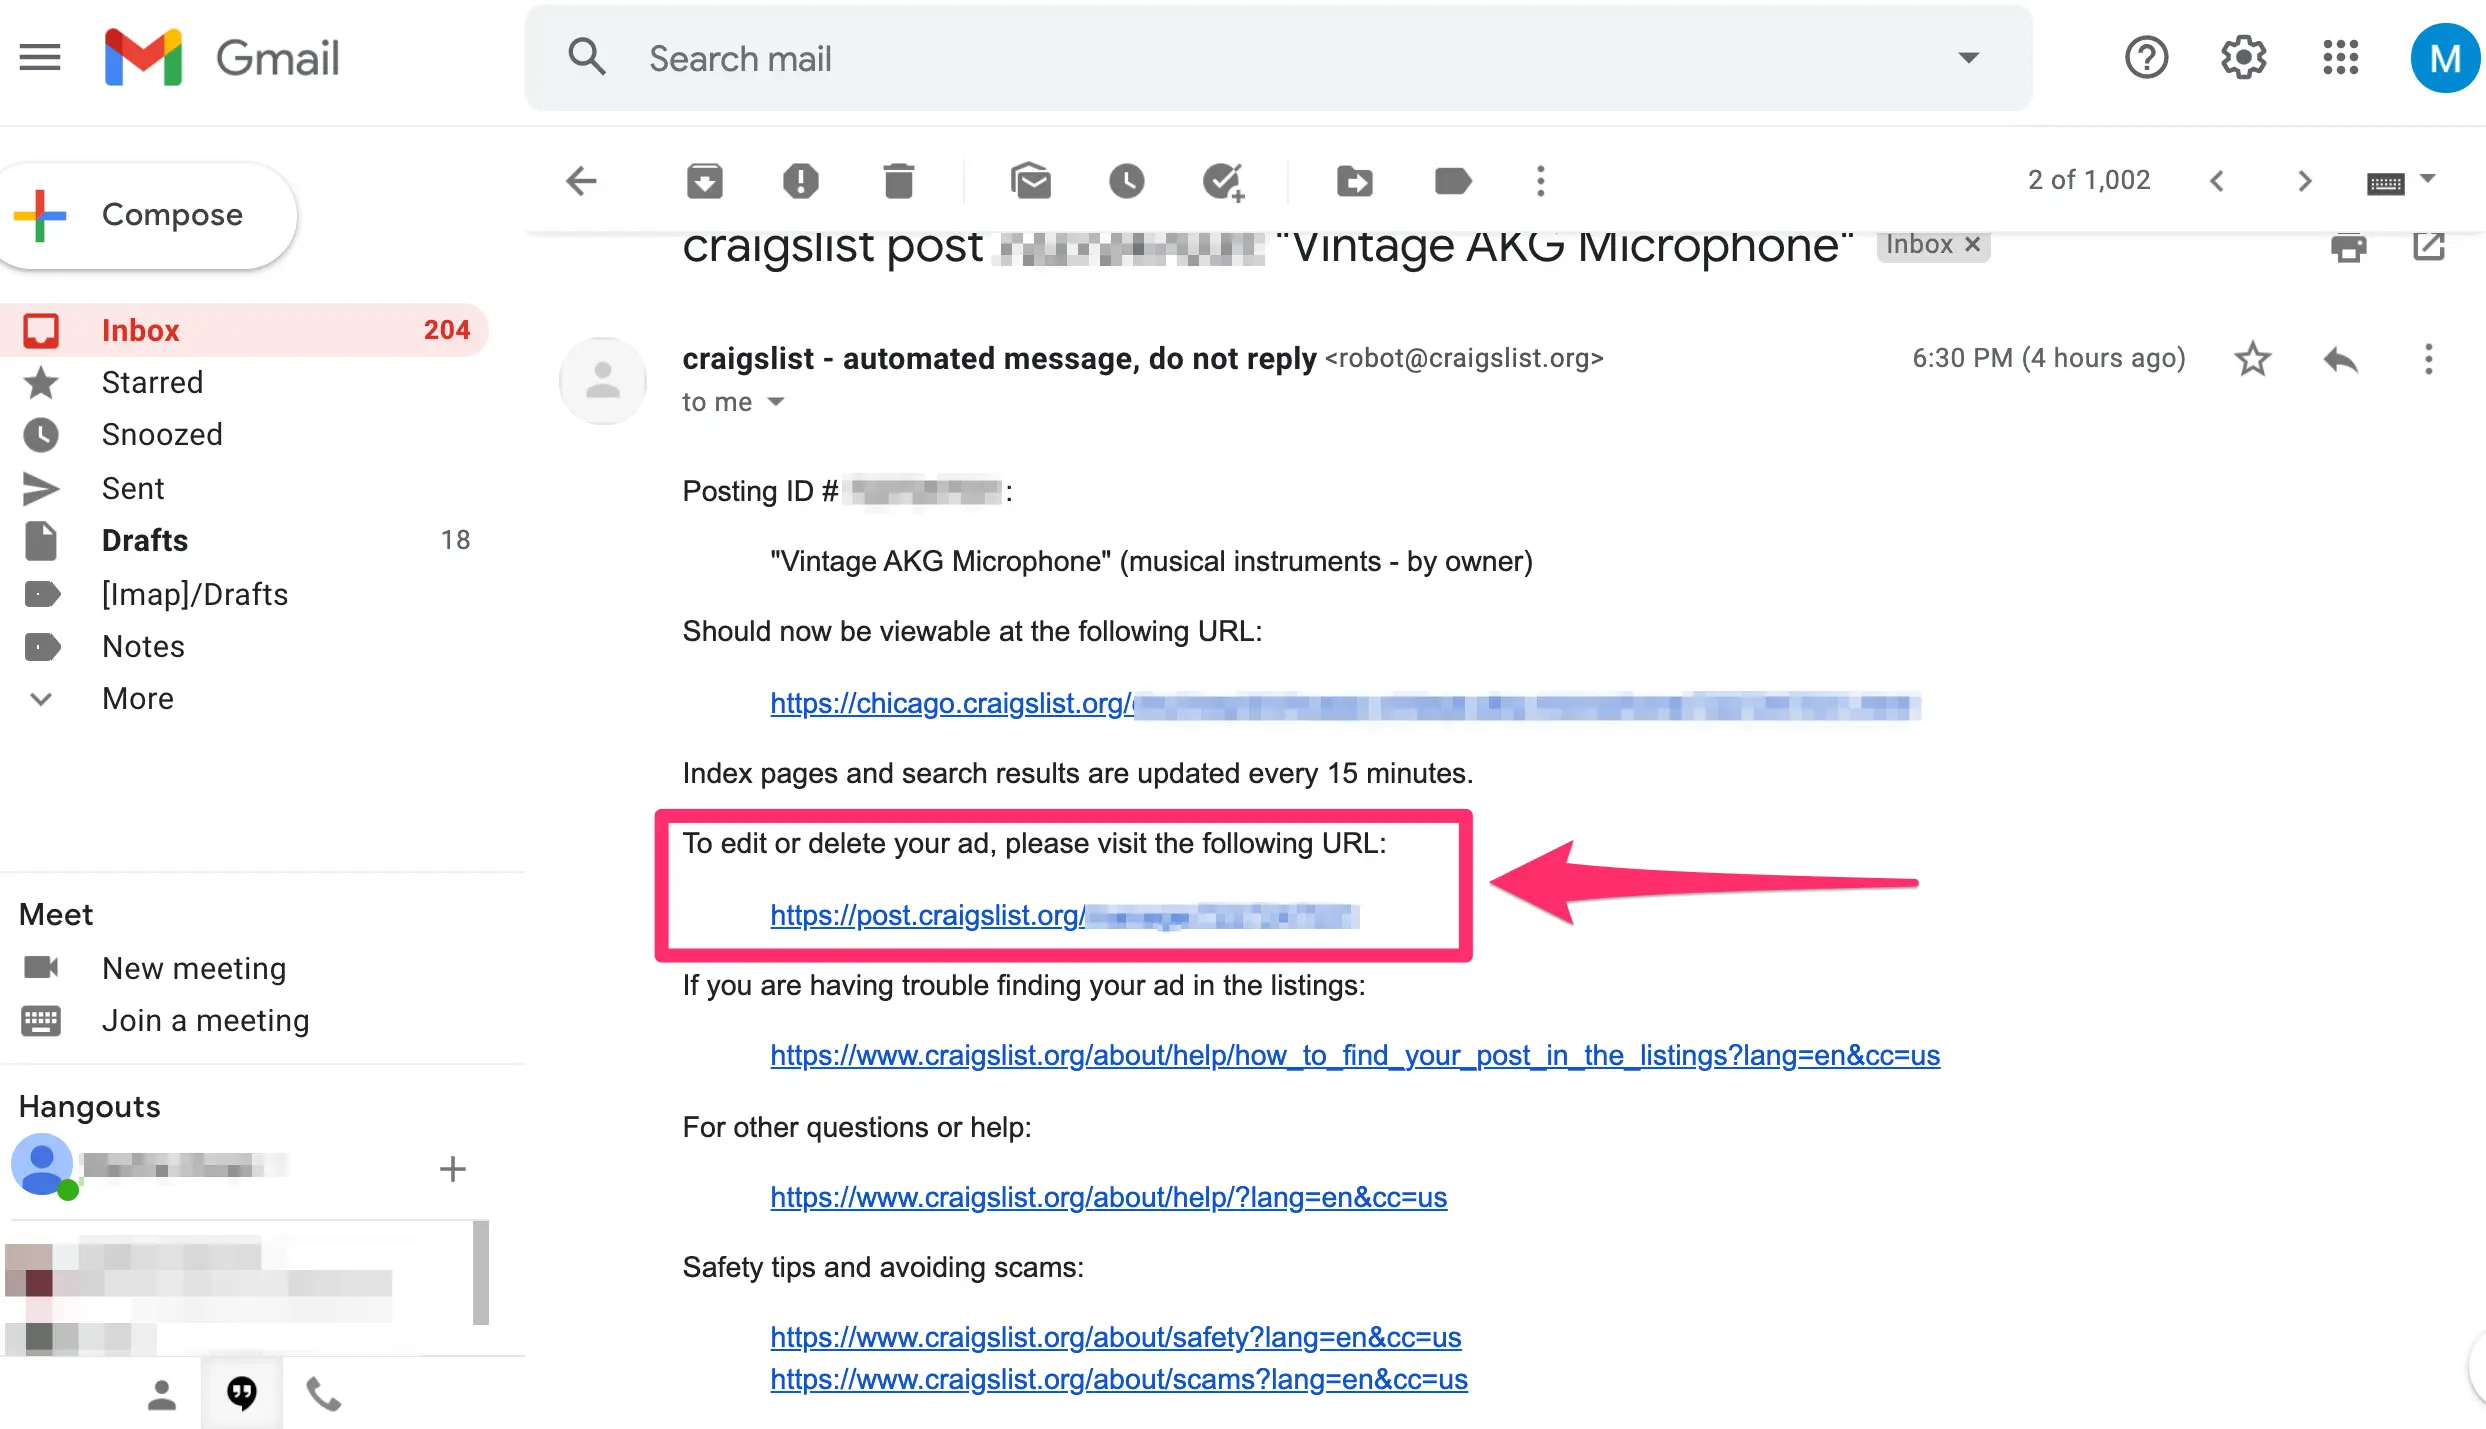 Gmail
Search mail
M
Compose
2 of 1,002
craigslist post "Vintage AKG Microphone" Inbox ×
Inbox 204
Starred
Snoozed
Sent
Drafts 18
[Imap]/Drafts
Notes
More
craigslist - automated message, do not reply <robot@craigslist.org> 6:30 PM (4 hours ago)
to me
Posting ID # :
"Vintage AKG Microphone" (musical instruments - by owner)
Should now be viewable at the following URL:
https://chicago.craigslist.org/
Index pages and search results are updated every 15 minutes.
To edit or delete your ad, please visit the following URL:
https://post.craigslist.org/
If you are having trouble finding your ad in the listings:
https://www.craigslist.org/about/help/how_to_find_your_post_in_the_listings?lang=en&cc=us
For other questions or help:
https://www.craigslist.org/about/help/?lang=en&cc=us
Safety tips and avoiding scams:
https://www.craigslist.org/about/safety?lang=en&cc=us
https://www.craigslist.org/about/scams?lang=en&cc=us
Meet
New meeting
Join a meeting
Hangouts